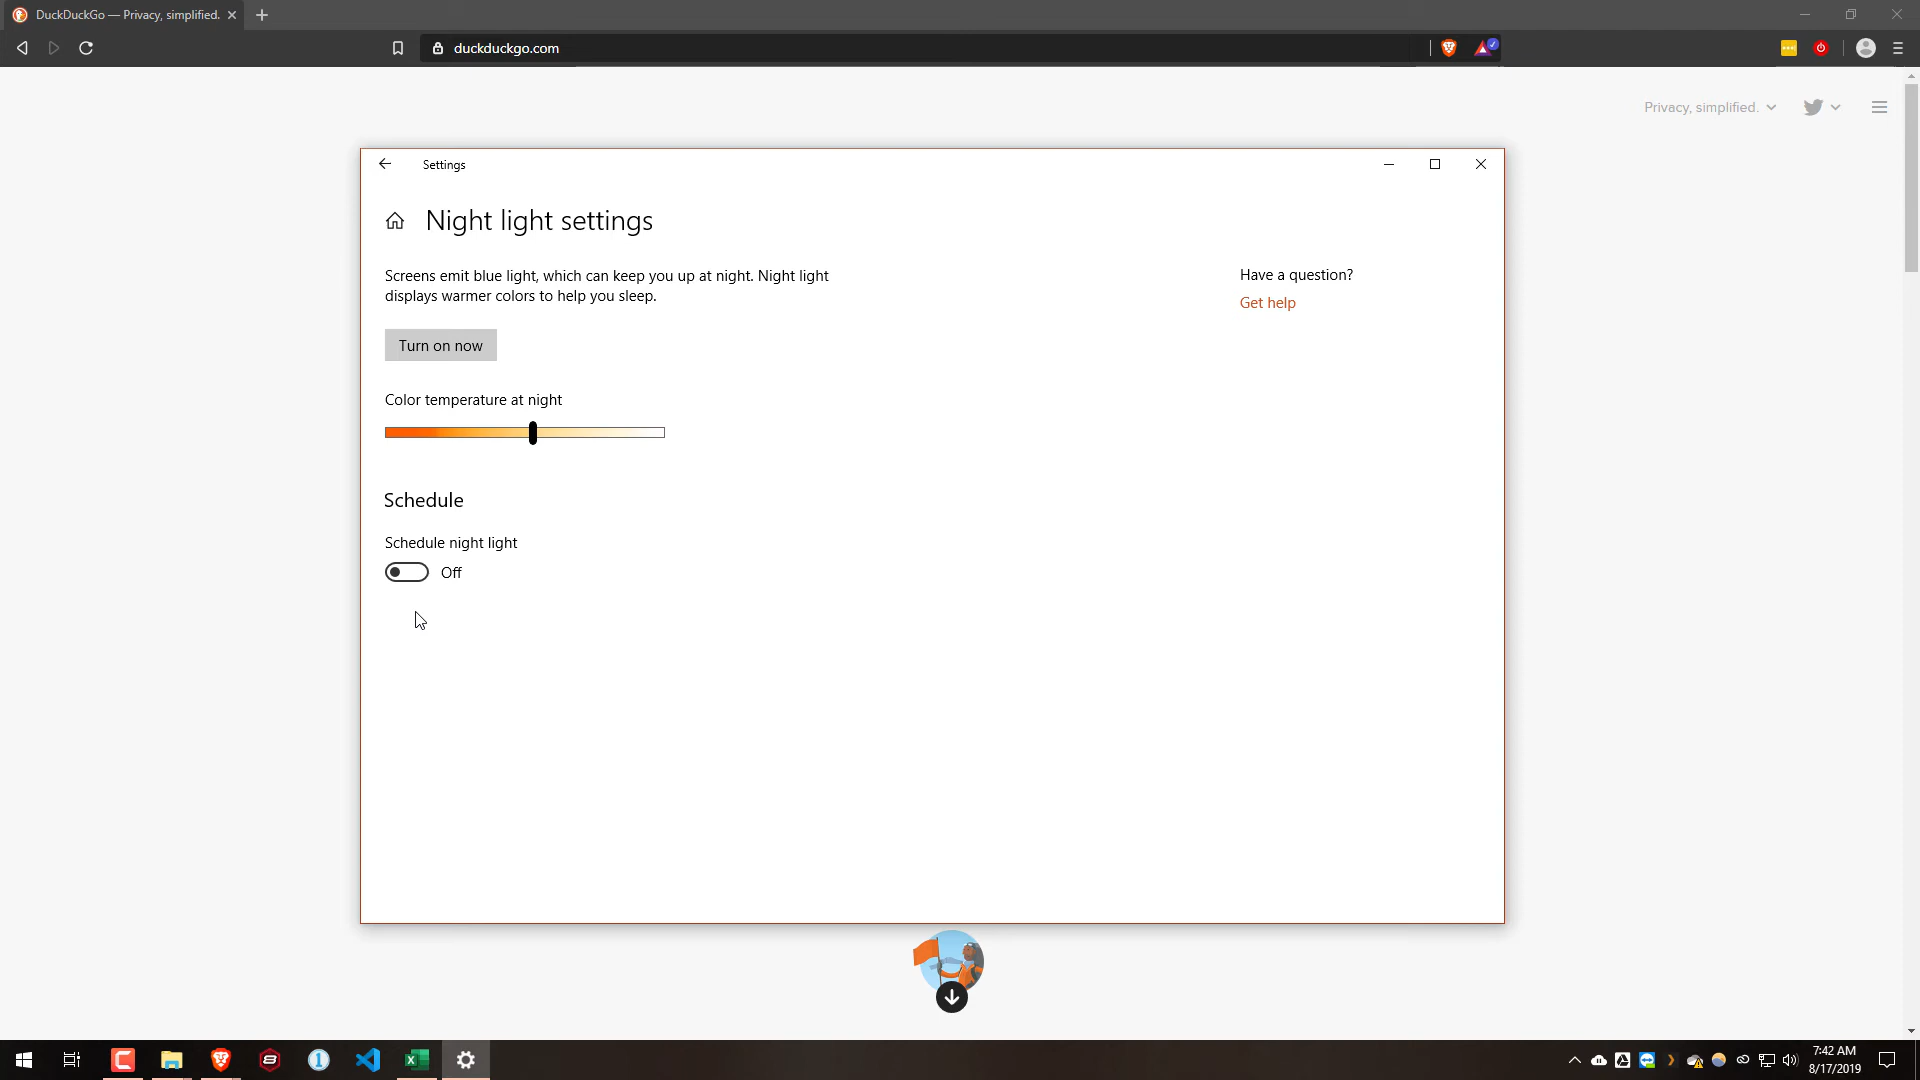 DuckDuckGo — Privacy, simplified.
duckduckgo.com
Privacy, simplified.
Settings
Night light settings
Screens emit blue light, which can keep you up at night. Night light
displays warmer colors to help you sleep.
Have a question?
Get help
Turn on now
Color temperature at night
Schedule
Schedule night light
Off
7:42 AM
8/17/2019